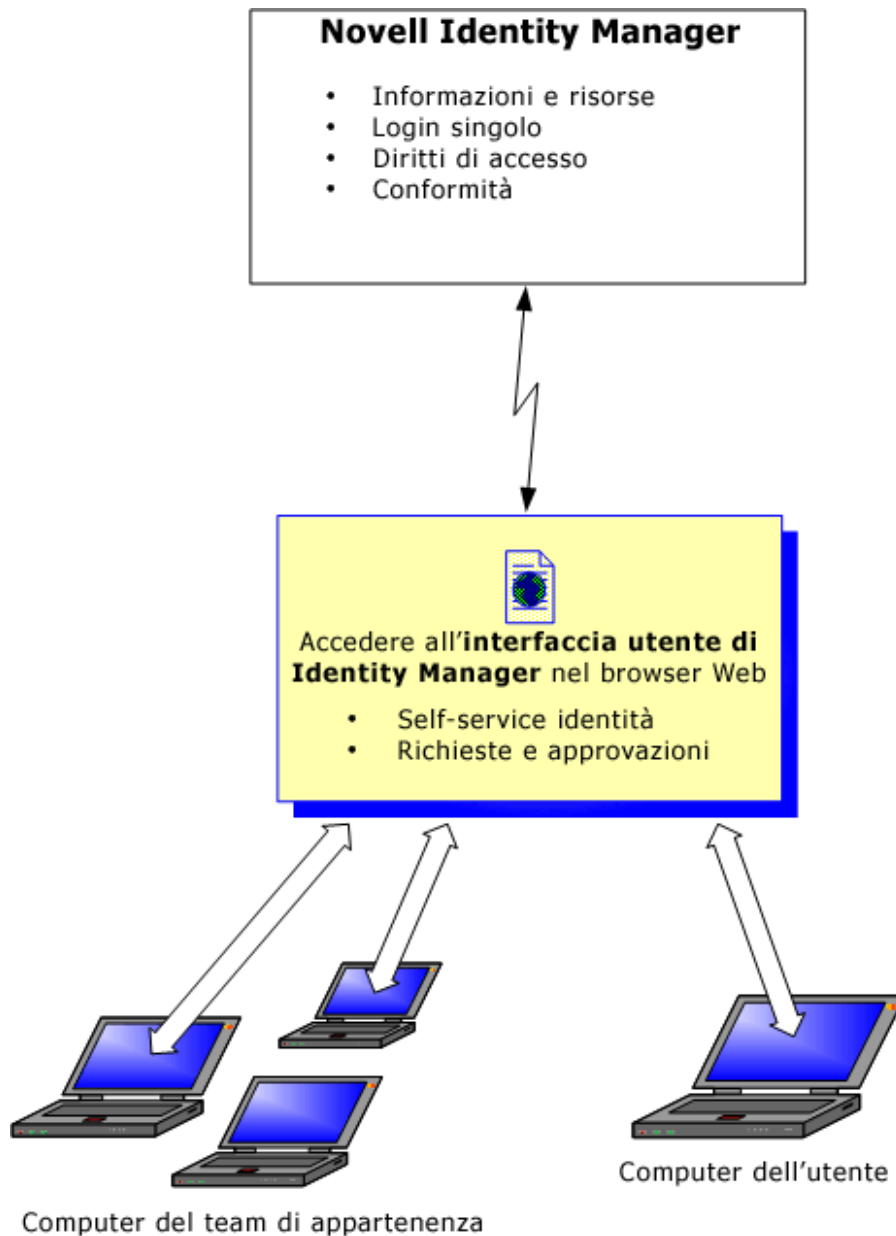 Novell Identity Manager
• Informazioni e risorse
• Login singolo
• Diritti di accesso
• Conformità
Accedere all’interfaccia utente di
Identity Manager nel browser Web
• Self-service identità
• Richieste e approvazioni
Computer dell’utente
Computer del team di appartenenza